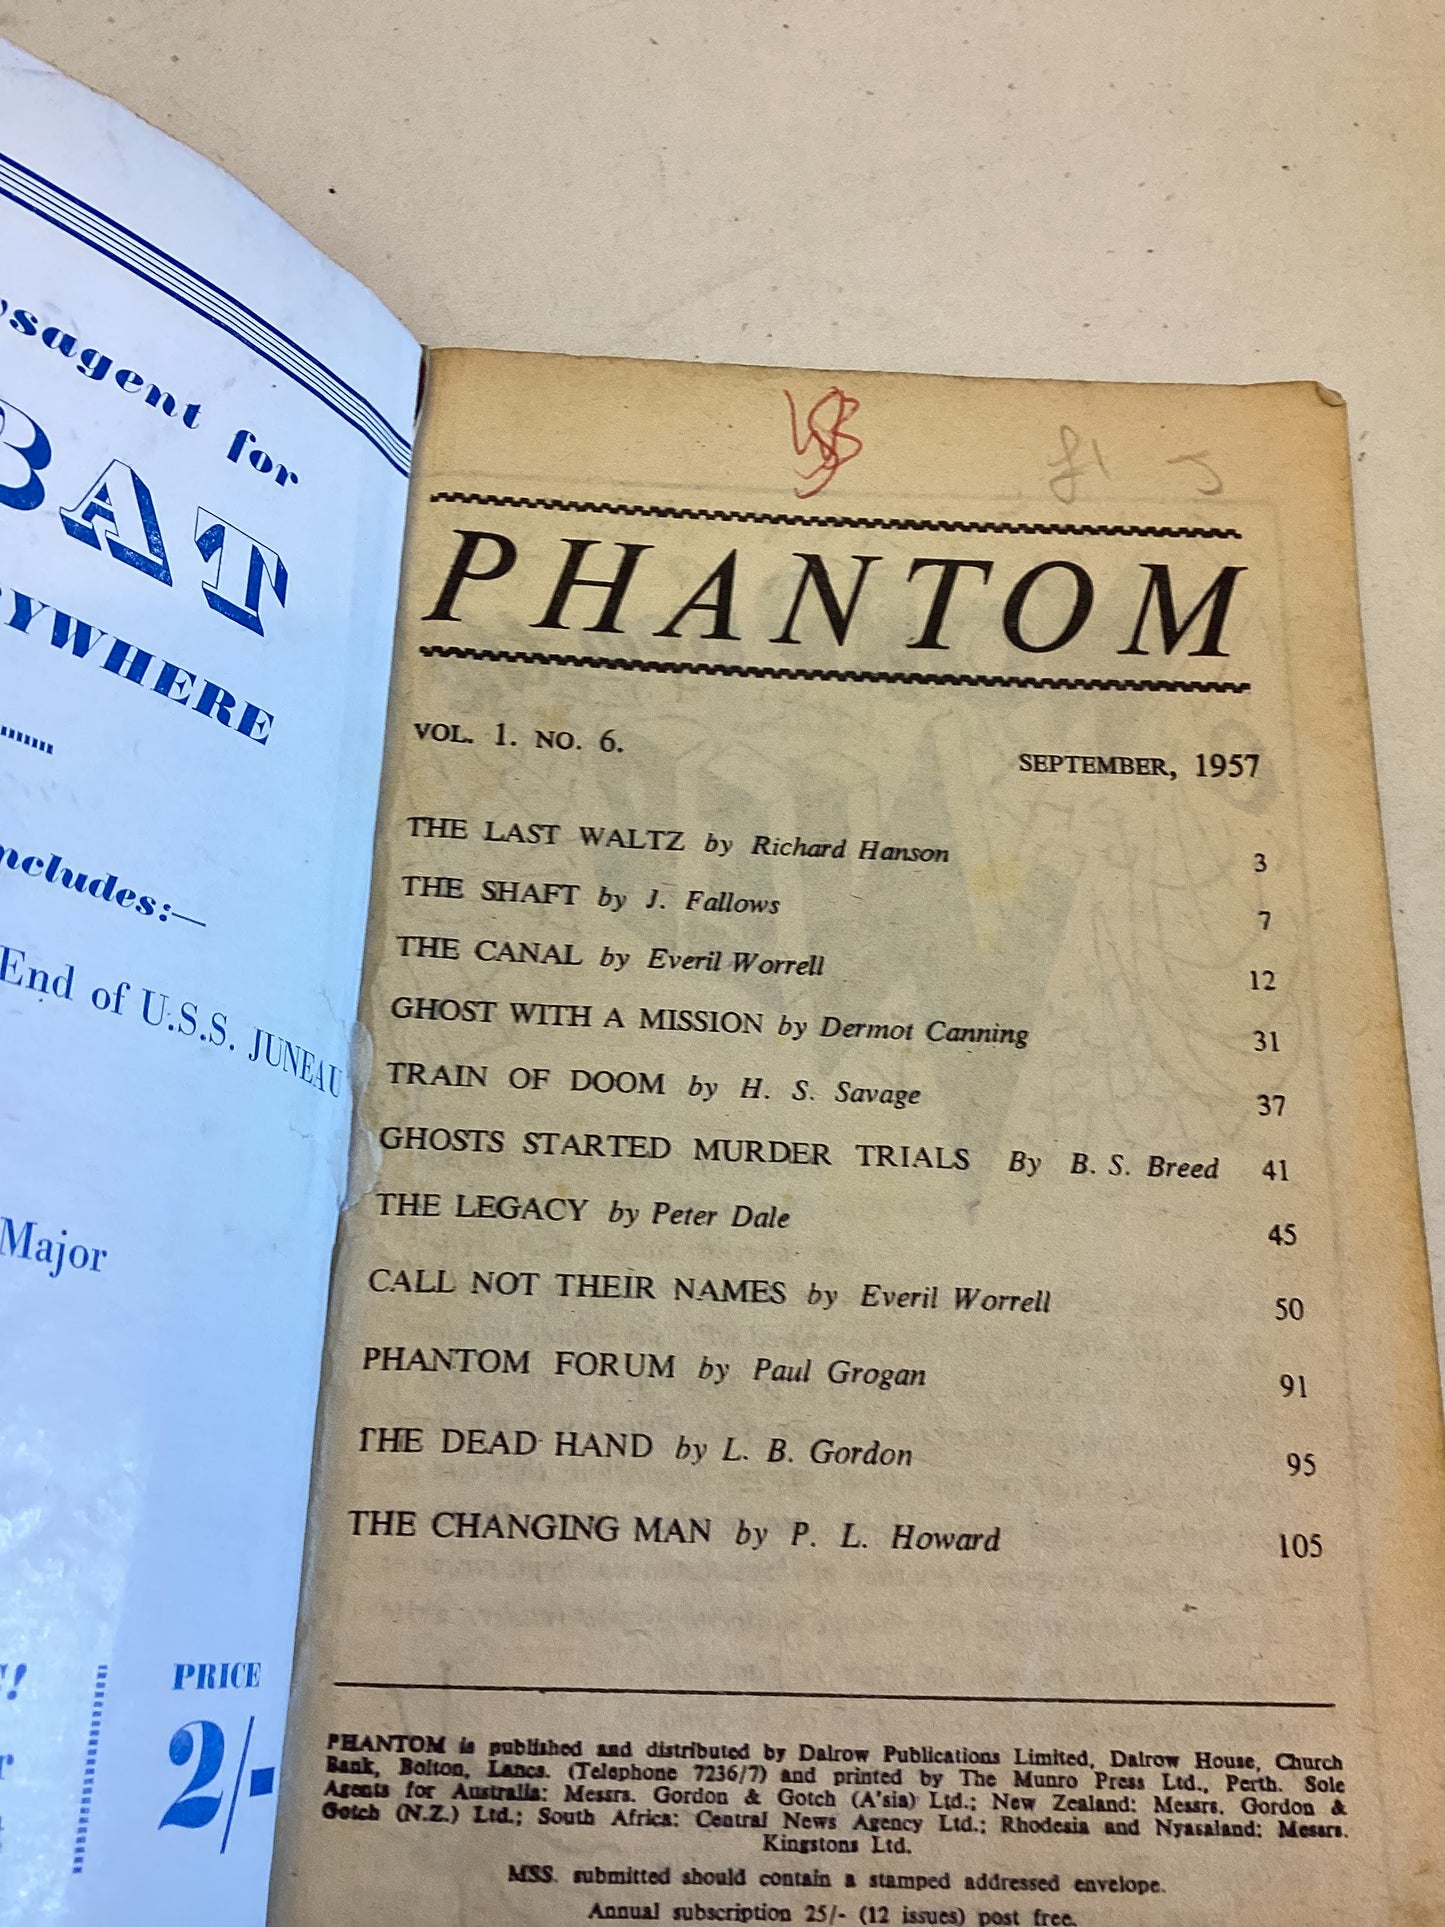 for
BAT
YWHERE
End of U.S.S. JUNEAU
Major
PRICE
2/-
£1
PHANTOM
VOL. 1. NO. 6.
SEPTEMBER, 1957
THE LAST WALTZ by Richard Hanson 3
THE SHAFT by J. Fallows 7
THE CANAL by Everil Worrell 12
GHOST WITH A MISSION by Dermot Canning 31
TRAIN OF DOOM by H. S. Savage 37
GHOSTS STARTED MURDER TRIALS By B. S. Breed 41
THE LEGACY by Peter Dale 45
CALL NOT THEIR NAMES by Everil Worrell 50
PHANTOM FORUM by Paul Grogan 91
THE DEAD HAND by L. B. Gordon 95
THE CHANGING MAN by P. L. Howard 105
PHANTOM is published and distributed by Dalrow Publications Limited, Dalrow House, Church
Bank, Bolton, Lancs. (Telephone 7236/7) and printed by The Munro Press Ltd., Perth. Sole
Agents for Australia: Messrs. Gordon & Gotch (A'sia) Ltd.; New Zealand: Messrs. Gordon &
Gotch (N.Z.) Ltd.; South Africa: Central News Agency Ltd.; Rhodesia and Nyasaland: Messrs.
Kingstons Ltd.
MSS. submitted should contain a stamped addressed envelope.
Annual subscription 25/- (12 issues) post free.